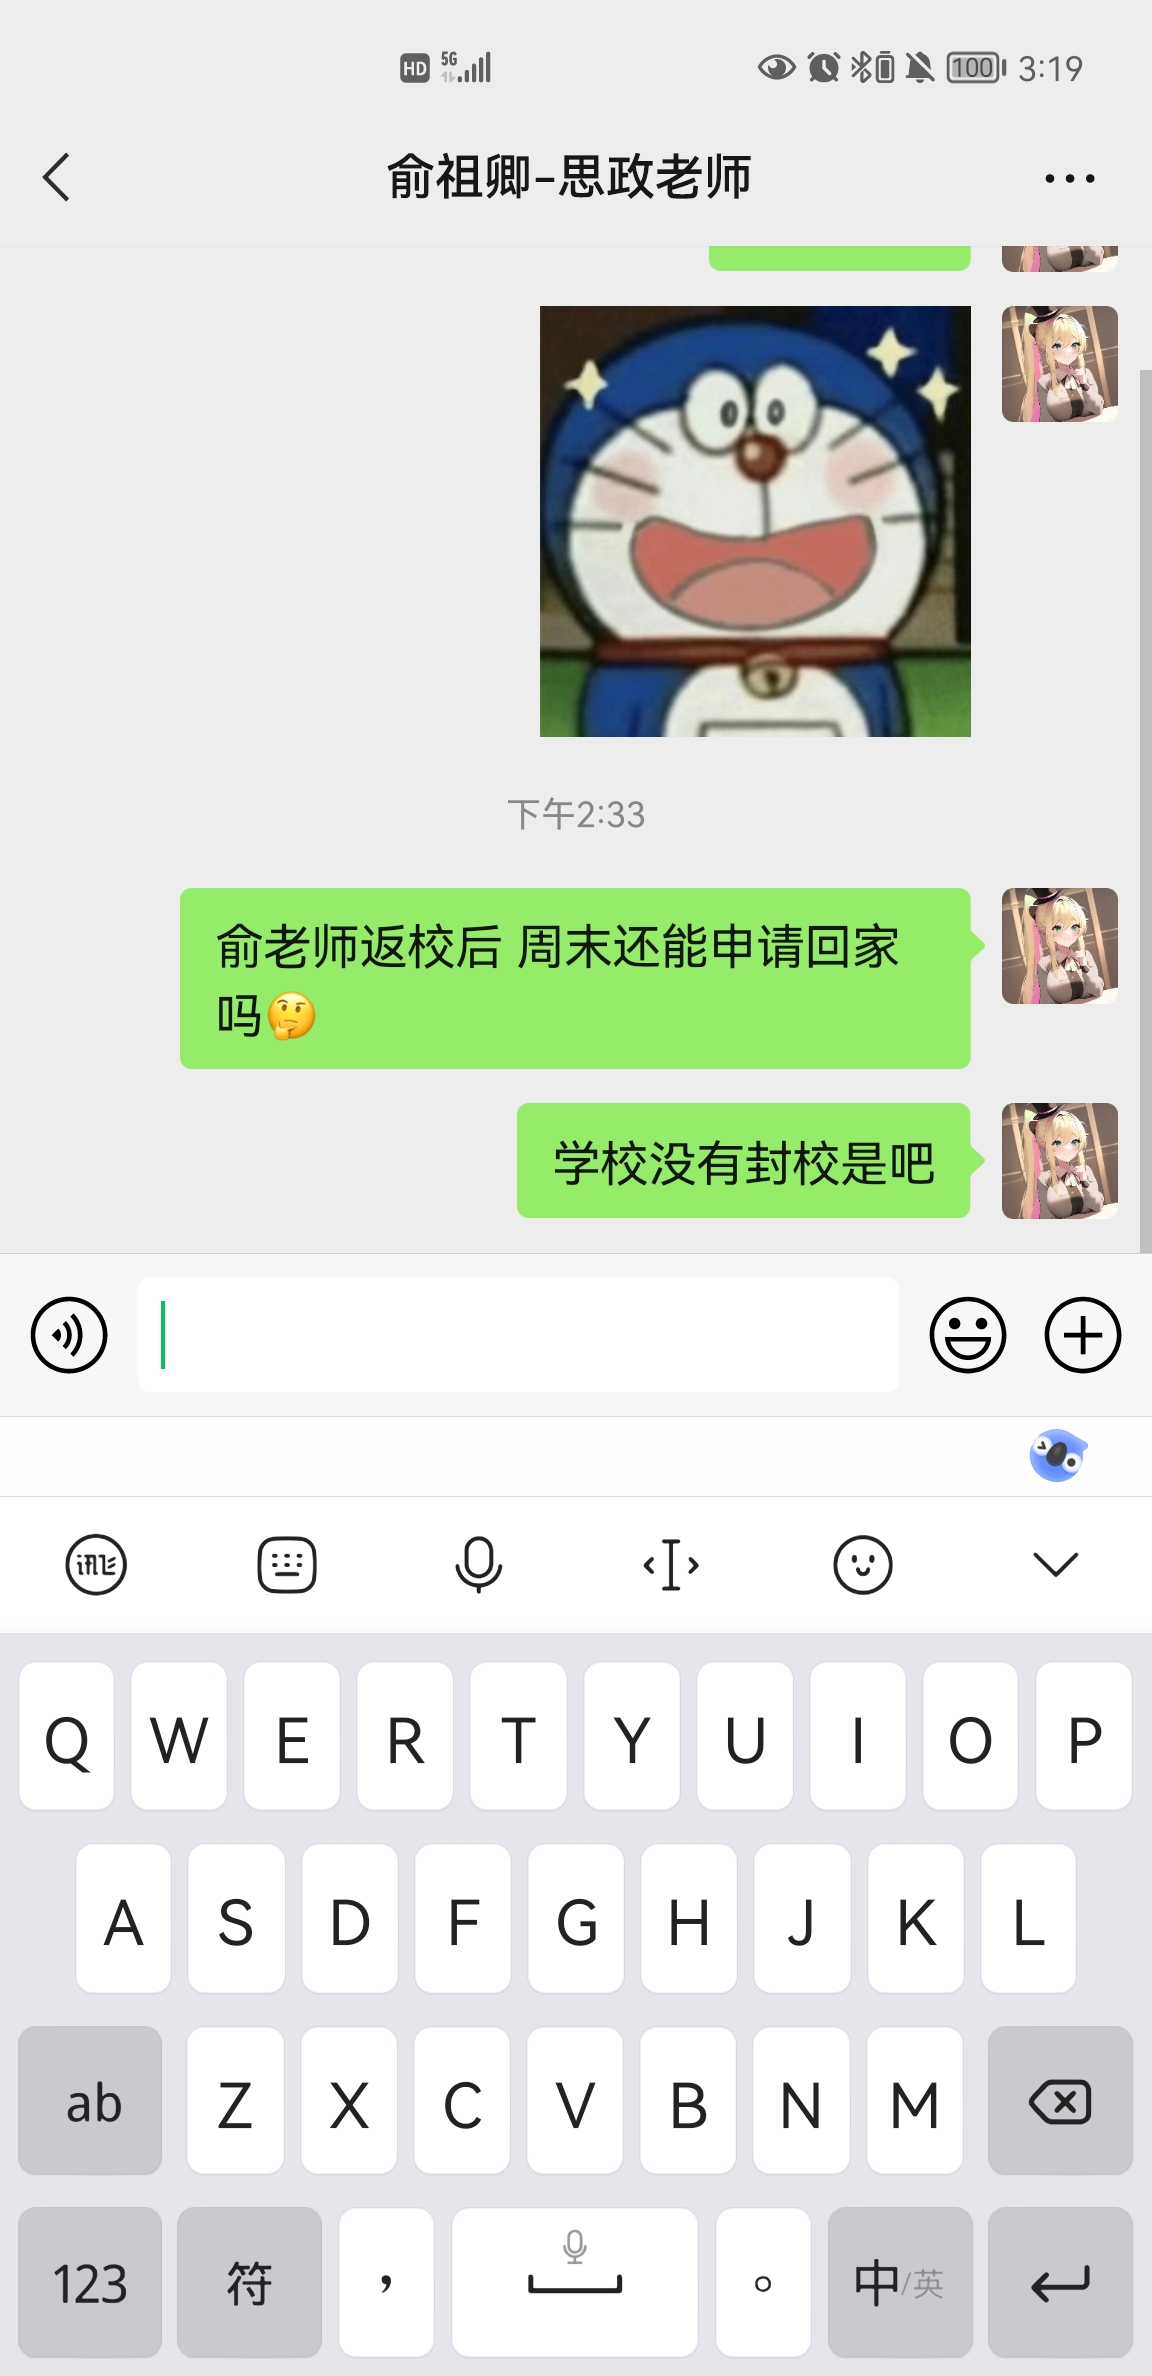 HD 5G 100 3:19
俞祖卿-思政老师
下午2:33
俞老师返校后 周末还能申请回家
吗🤔
学校没有封校是吧
讯飞
Q W E R T Y U I O P
A S D F G H J K L
ab Z X C V B N M
123 符 , 。 中/英